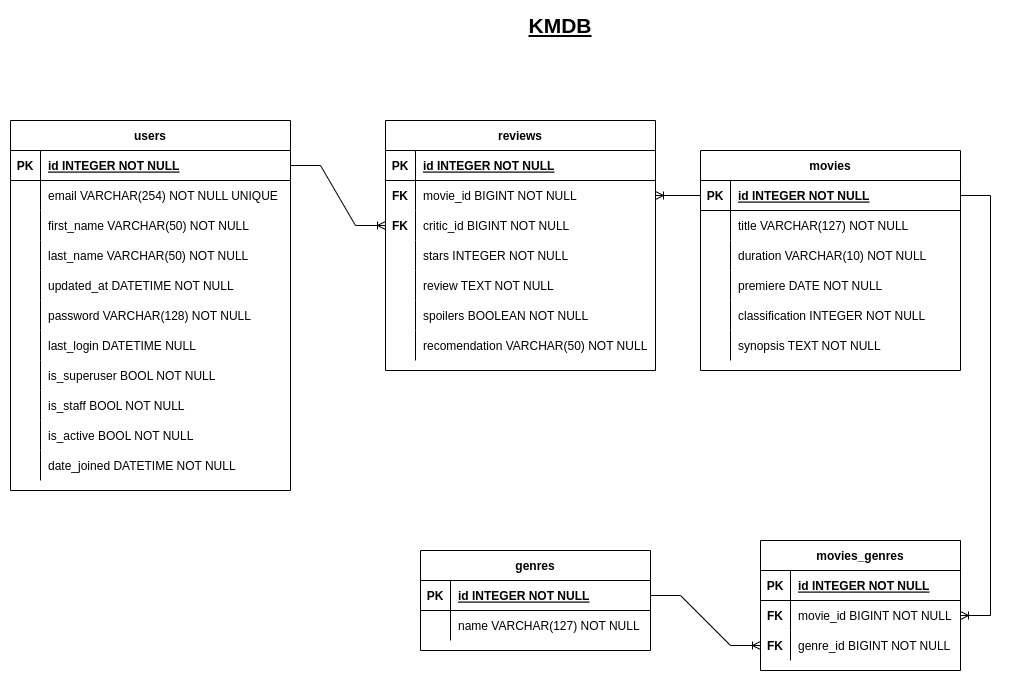 KMDB
users
PK id INTEGER NOT NULL
email VARCHAR(254) NOT NULL UNIQUE
first_name VARCHAR(50) NOT NULL
last_name VARCHAR(50) NOT NULL
updated_at DATETIME NOT NULL
password VARCHAR(128) NOT NULL
last_login DATETIME NULL
is_superuser BOOL NOT NULL
is_staff BOOL NOT NULL
is_active BOOL NOT NULL
date_joined DATETIME NOT NULL
reviews
PK id INTEGER NOT NULL
FK movie_id BIGINT NOT NULL
FK critic_id BIGINT NOT NULL
stars INTEGER NOT NULL
review TEXT NOT NULL
spoilers BOOLEAN NOT NULL
recomendation VARCHAR(50) NOT NULL
movies
PK id INTEGER NOT NULL
title VARCHAR(127) NOT NULL
duration VARCHAR(10) NOT NULL
premiere DATE NOT NULL
classification INTEGER NOT NULL
synopsis TEXT NOT NULL
genres
PK id INTEGER NOT NULL
name VARCHAR(127) NOT NULL
movies_genres
PK id INTEGER NOT NULL
FK movie_id BIGINT NOT NULL
FK genre_id BIGINT NOT NULL